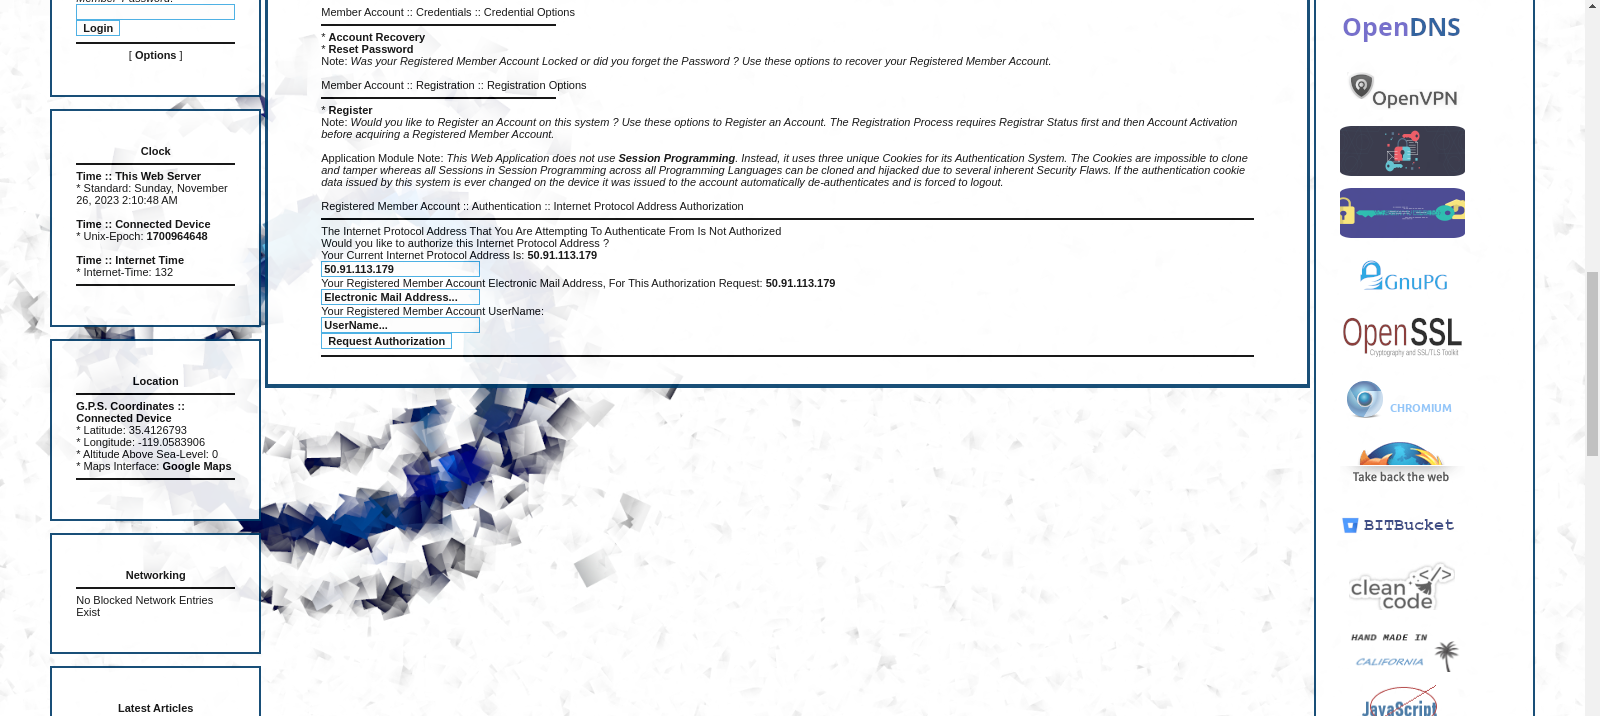 Login
[ Options ]
Clock
Time :: This Web Server
* Standard: Sunday, November
26, 2023 2:10:48 AM
Time :: Connected Device
* Unix-Epoch: 1700964648
Time :: Internet Time
* Internet-Time: 132
Location
G.P.S. Coordinates ::
Connected Device
* Latitude: 35.4126793
* Longitude: -119.0583906
* Altitude Above Sea-Level: 0
* Maps Interface: Google Maps
Networking
No Blocked Network Entries
Exist
Latest Articles
Member Account :: Credentials :: Credential Options
* Account Recovery
* Reset Password
Note: Was your Registered Member Account Locked or did you forget the Password ? Use these options to recover your Registered Member Account.
Member Account :: Registration :: Registration Options
* Register
Note: Would you like to Register an Account on this system ? Use these options to Register an Account. The Registration Process requires Registrar Status first and then Account Activation
before acquiring a Registered Member Account.
Application Module Note: This Web Application does not use Session Programming. Instead, it uses three unique Cookies for its Authentication System. The Cookies are impossible to clone
and tamper whereas all Sessions in Session Programming across all Programming Languages can be cloned and hijacked due to several inherent Security Flaws. If the authentication cookie
data issued by this system is ever changed on the device it was issued to the account automatically de-authenticates and is forced to logout.
Registered Member Account :: Authentication :: Internet Protocol Address Authorization
The Internet Protocol Address That You Are Attempting To Authenticate From Is Not Authorized
Would you like to authorize this Internet Protocol Address ?
Your Current Internet Protocol Address Is: 50.91.113.179
50.91.113.179
Your Registered Member Account Electronic Mail Address, For This Authorization Request: 50.91.113.179
Electronic Mail Address...
Your Registered Member Account UserName:
UserName...
Request Authorization
OpenDNS
OpenVPN
GnuPG
OpenSSL
Cryptography and SSL/TLS Toolkit
CHROMIUM
Take back the web
BITBucket
clean
code
HAND MADE IN
CALIFORNIA
JavaScript